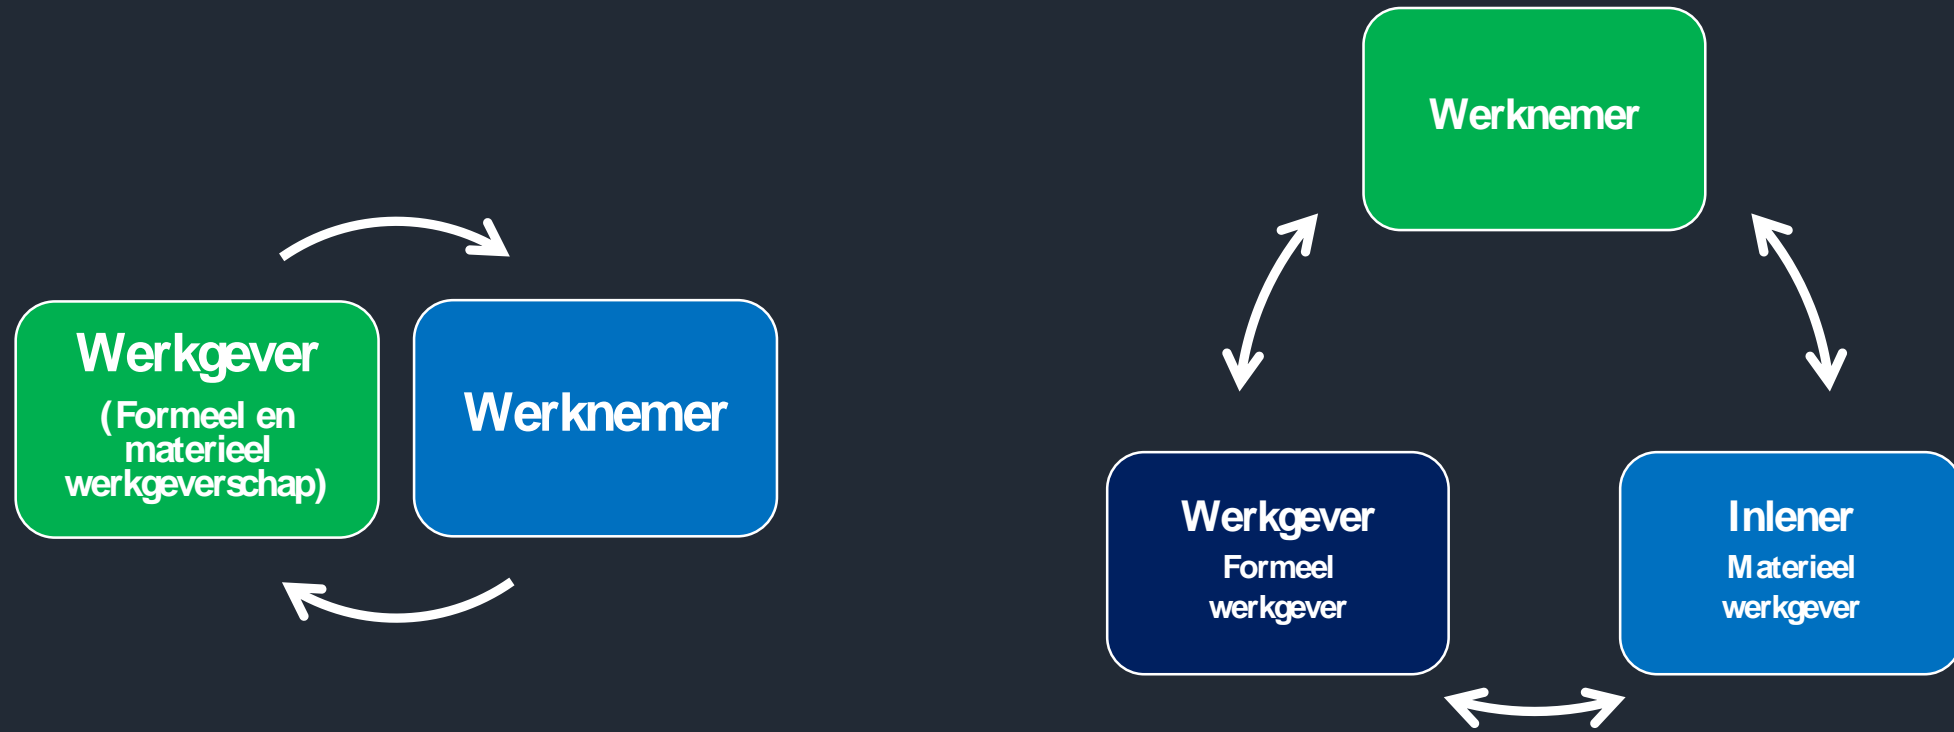 Werkgever
(Formeel en
materieel
werkgeverschap)
Werknemer
Werknemer
Werkgever
Formeel
werkgever
Inlener
Materieel
werkgever